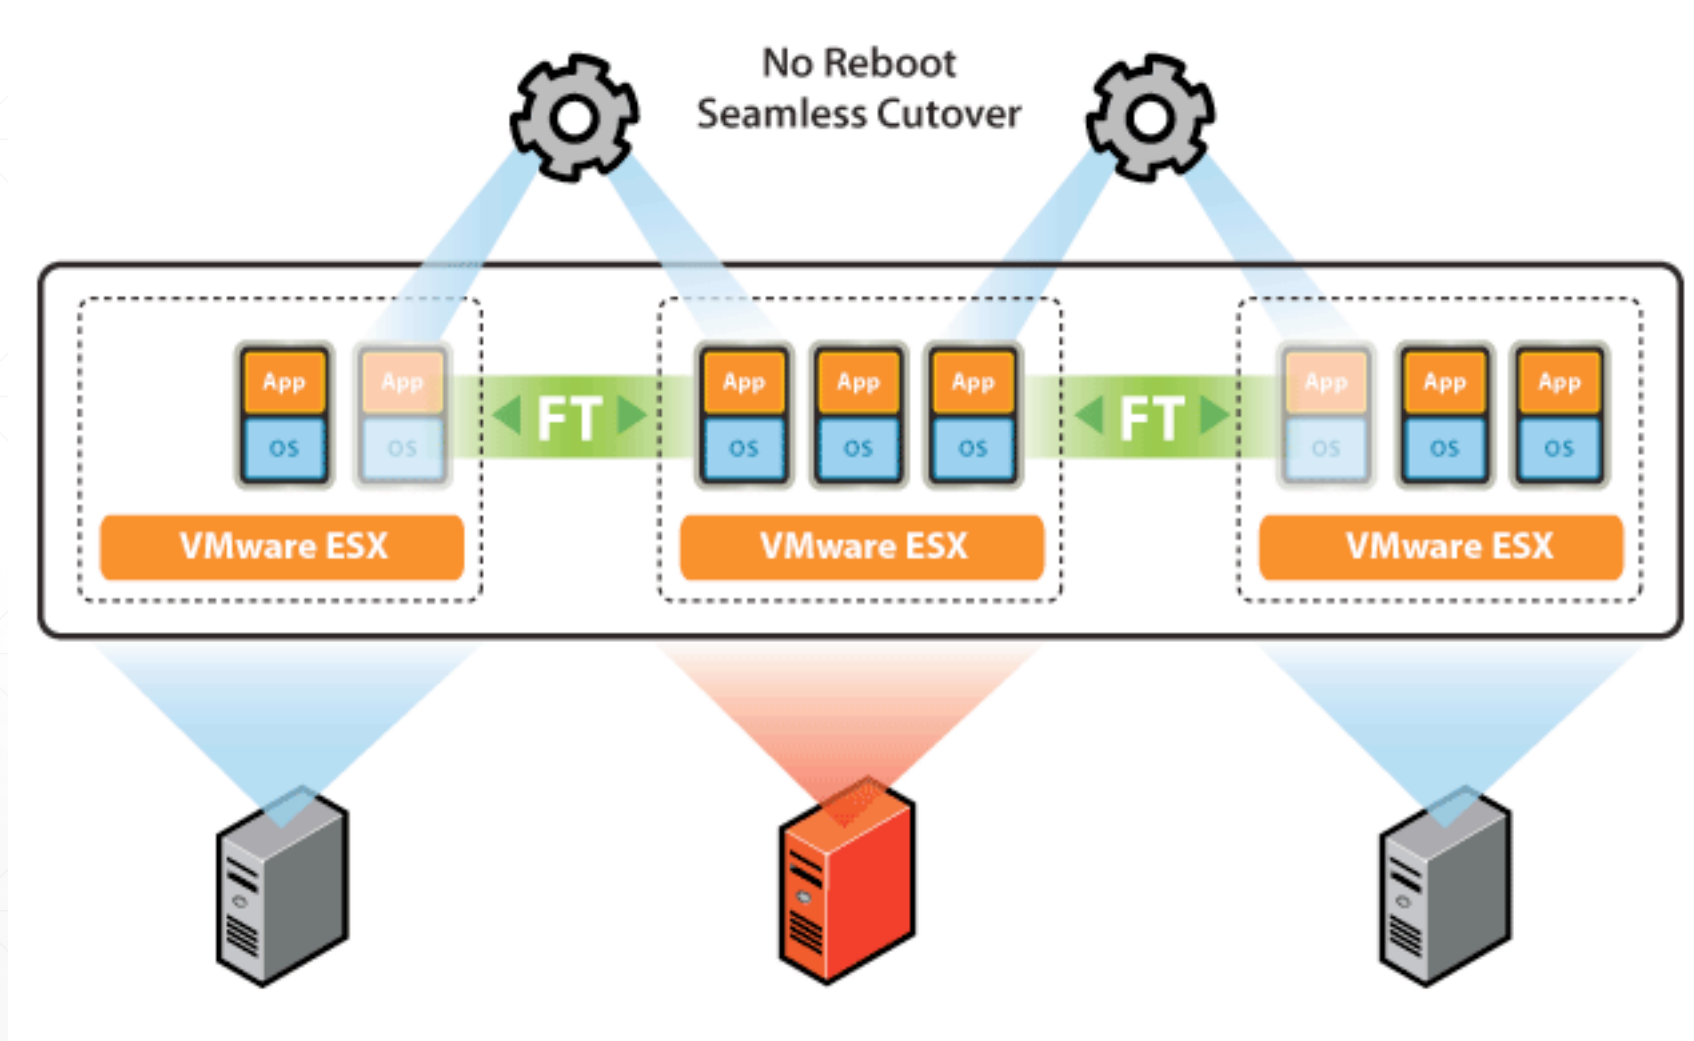 No Reboot
Seamless Cutover
App
OS
App
OS
FT
App
OS
App
OS
App
OS
FT
App
OS
App
OS
App
OS
VMware ESX
VMware ESX
VMware ESX